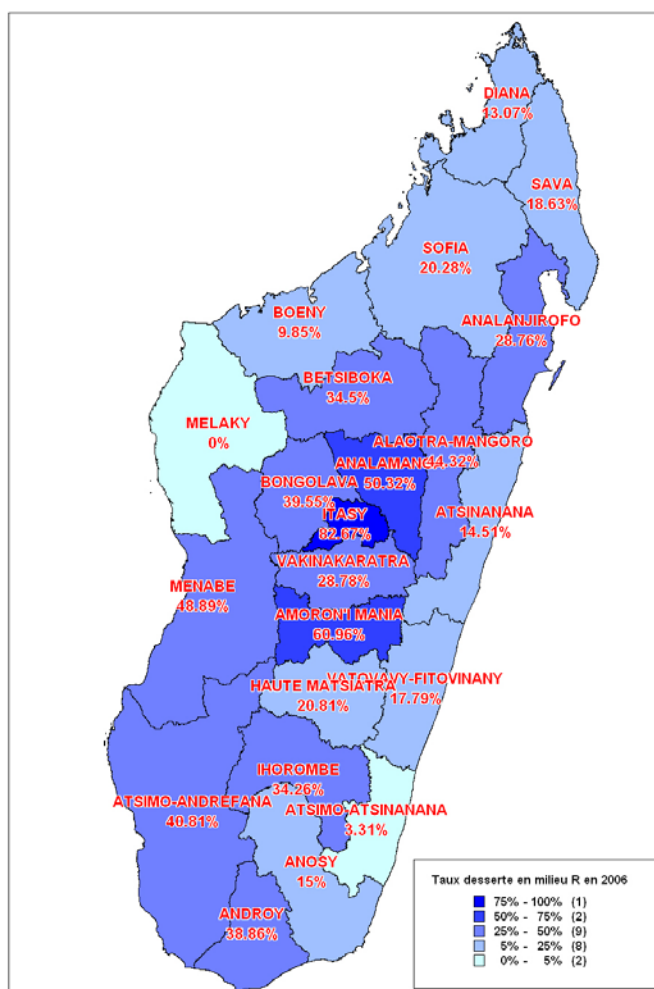 DIANA
13.07%
SAVA
18.63%
SOFIA
20.28%
ANALANJIROFO
28.76%
BOENY
9.85%
BETSIBOKA
34.5%
MELAKY
0%
ALAOTRA-MANGORO
44.32%
ANALAMANGA
50.32%
BONGOLAVA
39.55%
ITASY
82.67%
ATSINANANA
14.51%
VAKINAKARATRA
28.78%
MENABE
48.89%
AMORON'I MANIA
60.96%
VATOVAVY-FITOVINANY
17.79%
HAUTE MATSIATRA
20.81%
IHOROMBE
34.26%
ATSIMO-ANDREFANA
40.81%
ATSIMO-ATSINANANA
3.31%
ANOSY
15%
ANDROY
38.86%
Taux desserte en milieu R en 2006
75% - 100% (1)
50% - 75% (2)
25% - 50% (9)
5% - 25% (8)
0% - 5% (2)